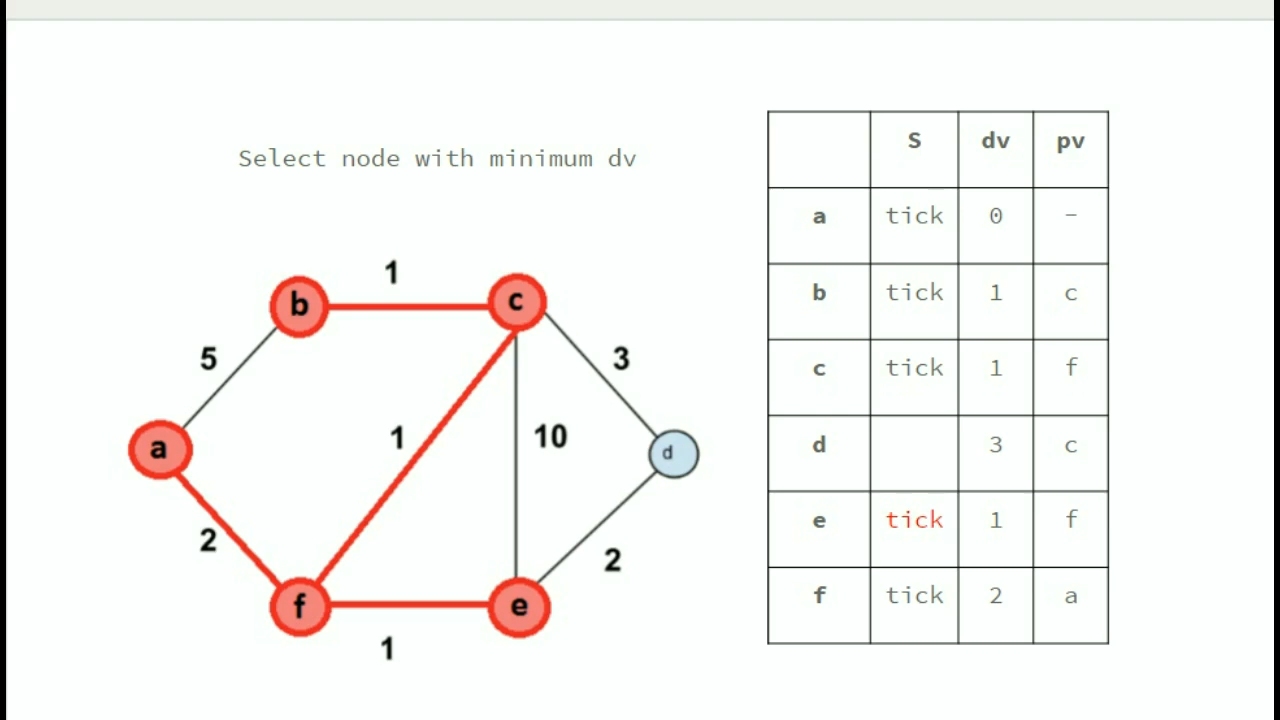 Select node with minimum dv
1
b
c
5
3
1
10
a
d
2
2
f
e
1
S dv pv
a tick 0 -
b tick 1 c
c tick 1 f
d 3 c
e tick 1 f
f tick 2 a